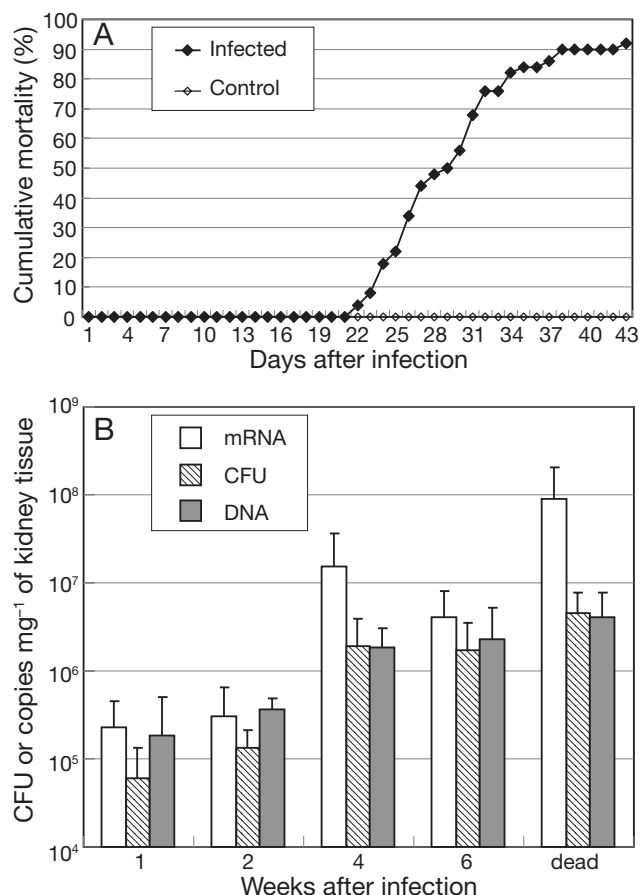 A
Infected
Control
Cumulative mortality (%)
100
90
80
70
60
50
40
30
20
10
0
1 4 7 10 13 16 19 22 25 28 31 34 37 40 43
Days after infection
B
mRNA
CFU
DNA
CFU or copies mg⁻¹ of kidney tissue
10⁹
10⁸
10⁷
10⁶
10⁵
10⁴
1 2 4 6 dead
Weeks after infection